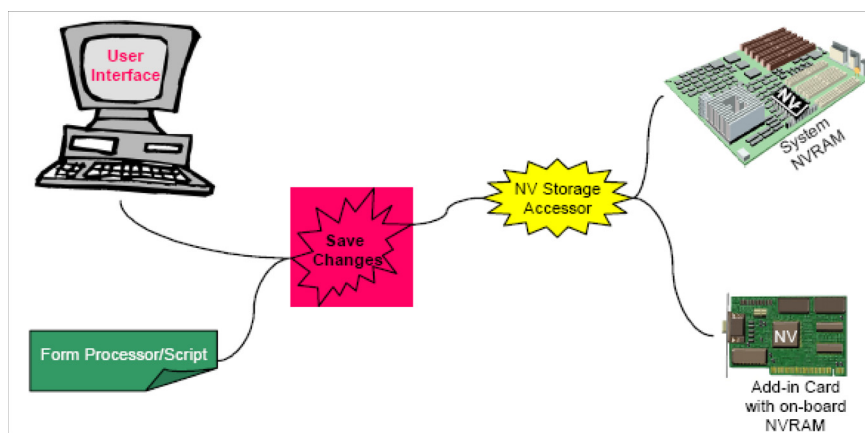 User
Interface
NV
System
NVRAM
NV Storage
Accessor
Save
Changes
Form Processor/Script
NV
Add-in Card
with on-board
NVRAM